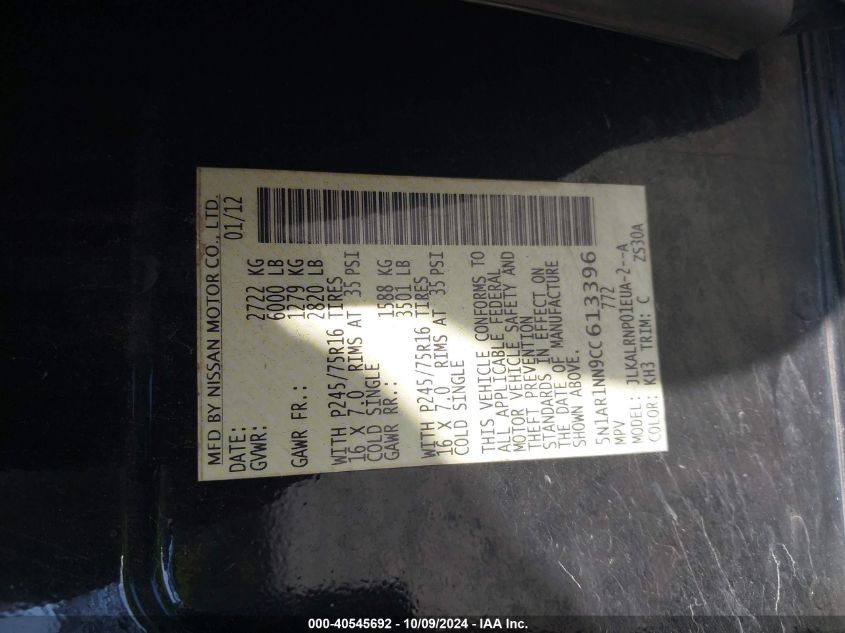 MFD BY NISSAN MOTOR CO., LTD.
DATE: 01/12
GVWR: 2722 KG
6000 LB
GAWR FR.: 1279 KG
2820 LB
WITH P245/75R16 TIRES
16 X 7.0 RIMS AT 35 PSI
COLD SINGLE
GAWR RR.: 1588 KG
3501 LB
WITH P245/75R16 TIRES
16 X 7.0 RIMS AT 35 PSI
COLD SINGLE
THIS VEHICLE CONFORMS TO
ALL APPLICABLE FEDERAL
MOTOR VEHICLE SAFETY AND
THEFT PREVENTION
STANDARDS IN EFFECT ON
THE DATE OF MANUFACTURE
SHOWN ABOVE.
5N1AR1NN9CC613396
MPV 772
MODEL: JLKALRNP01EUA-2--A
COLOR: KH3 TRIM: C ZS30A
000-40545692 - 10/09/2024 - IAA Inc.